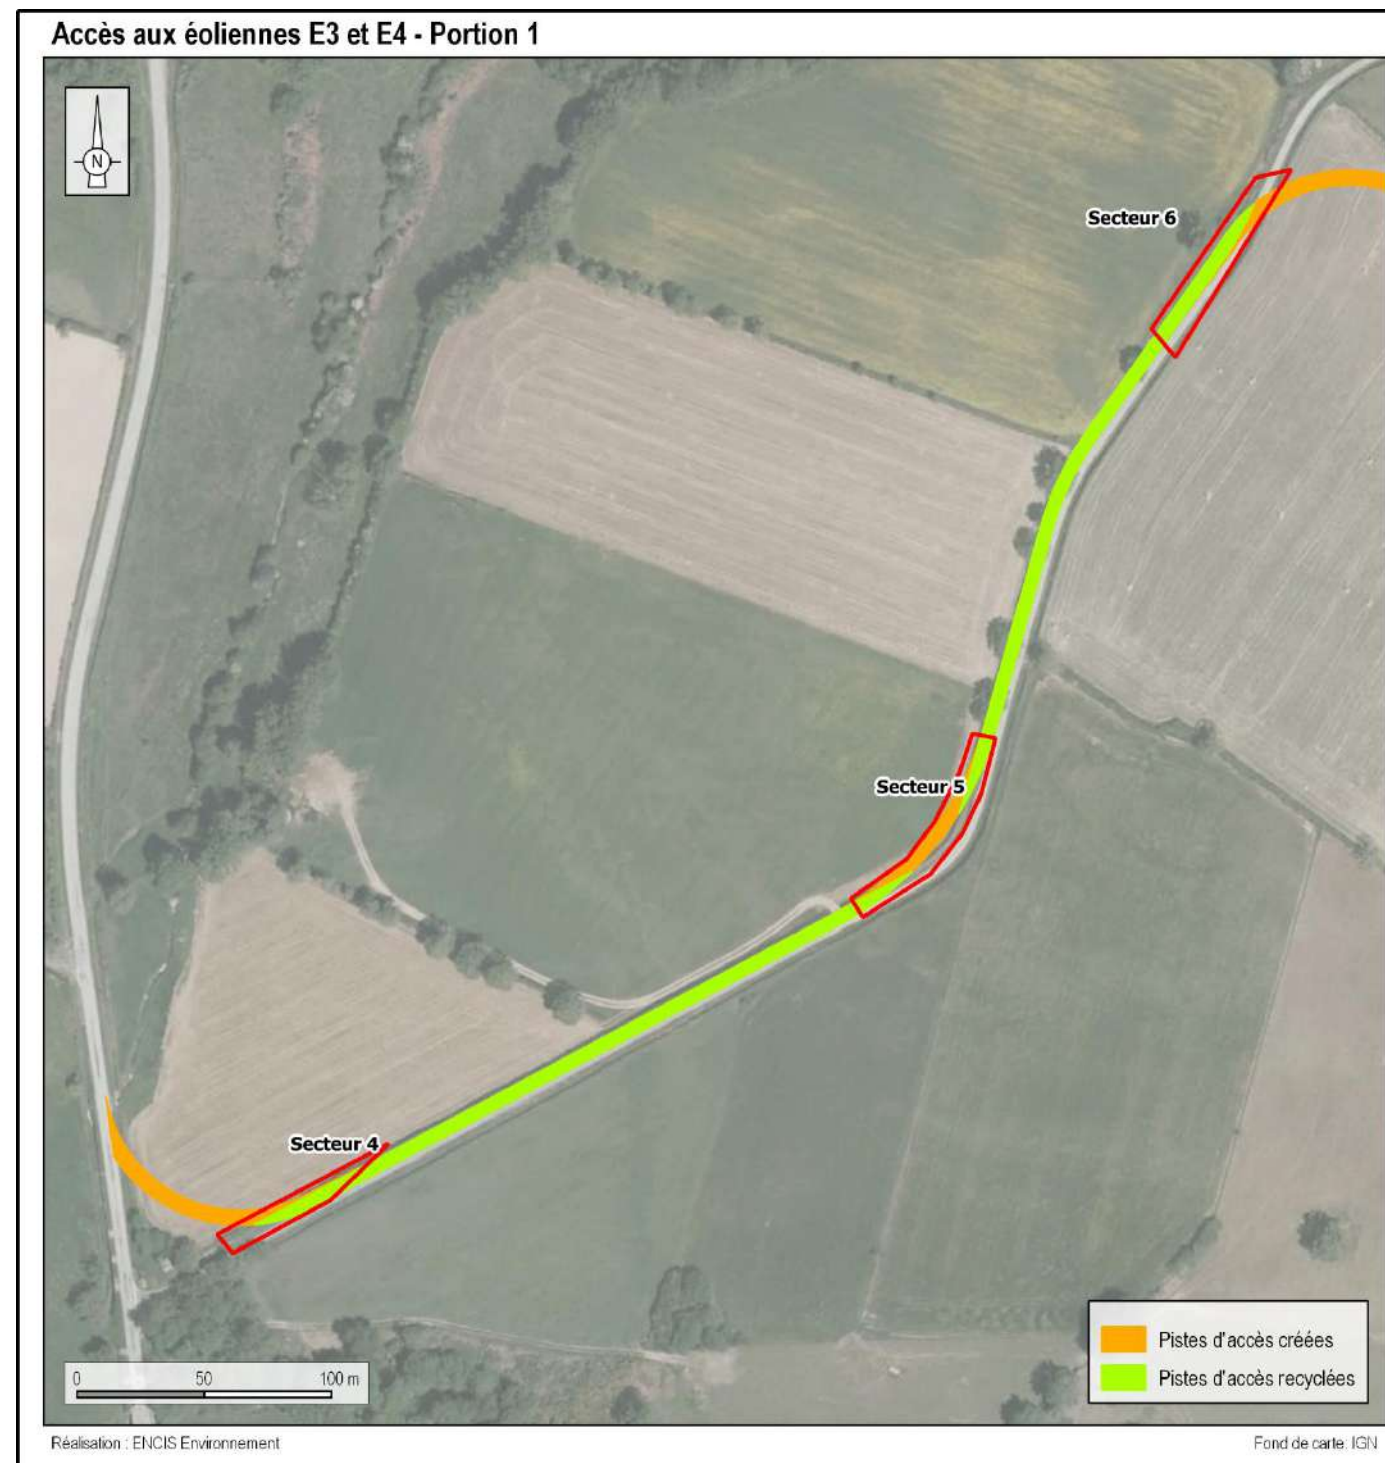 Accès aux éoliennes E3 et E4 - Portion 1
N
Secteur 6
Secteur 5
Secteur 4
Pistes d'accès créées
Pistes d'accès recyclées
0 50 100 m
Réalisation : ENCIS Environnement
Fond de carte: IGN